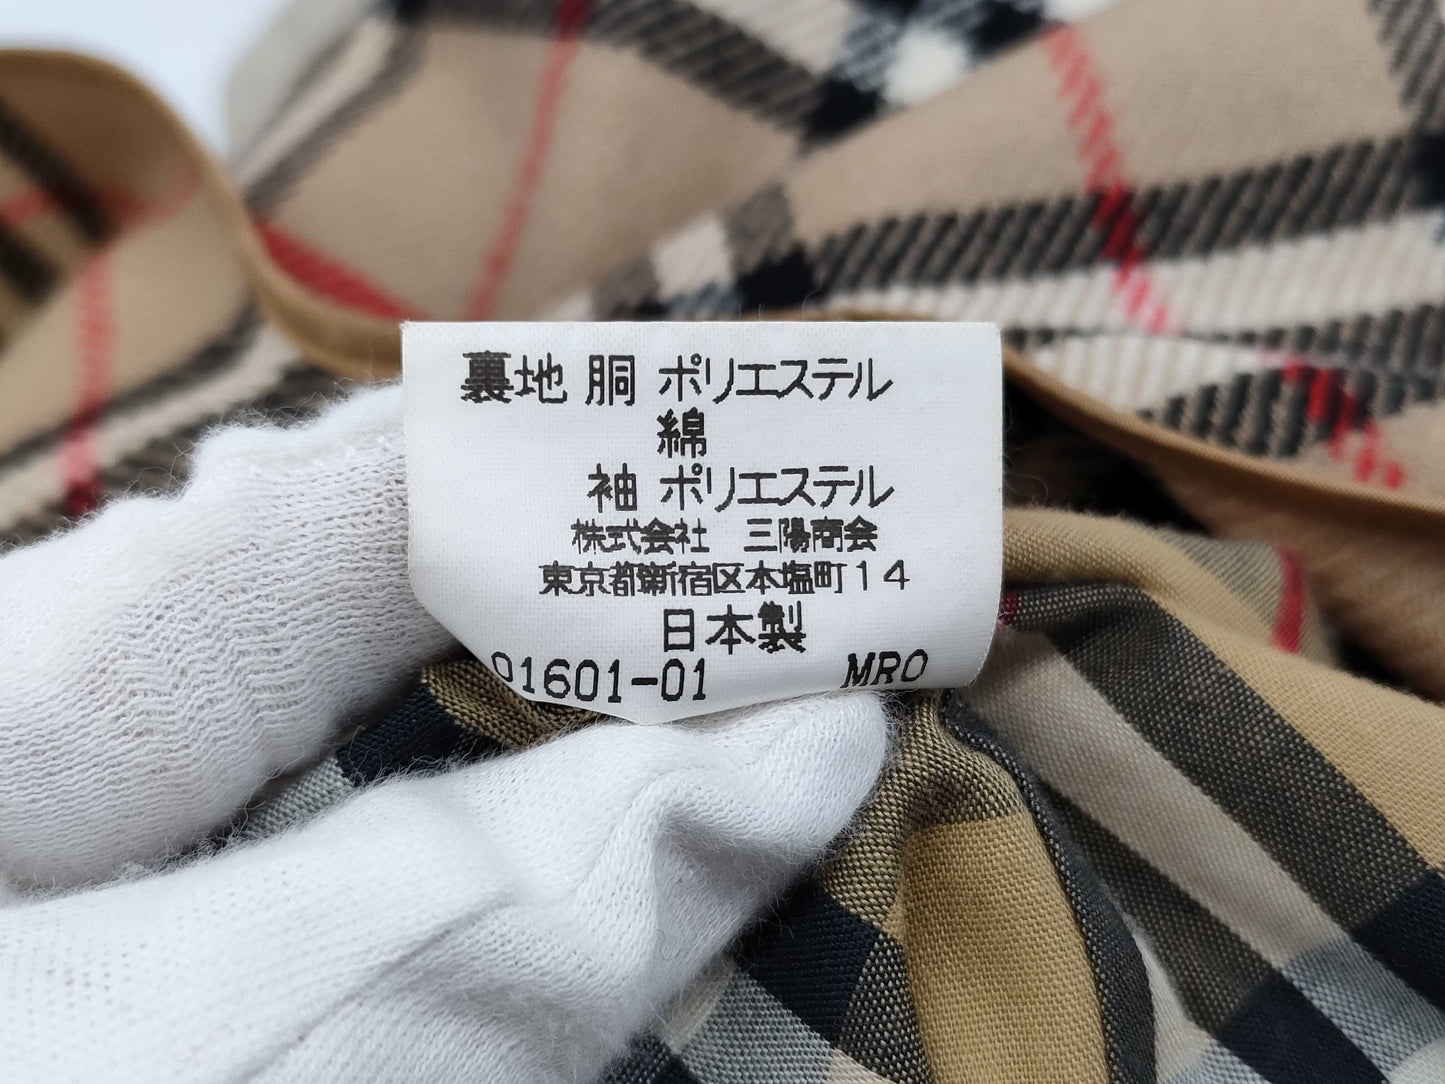 裏地 胴 ポリエステル
綿
袖 ポリエステル
株式会社 三陽商会
東京都新宿区本塩町14
日本製
01601-01 MRO